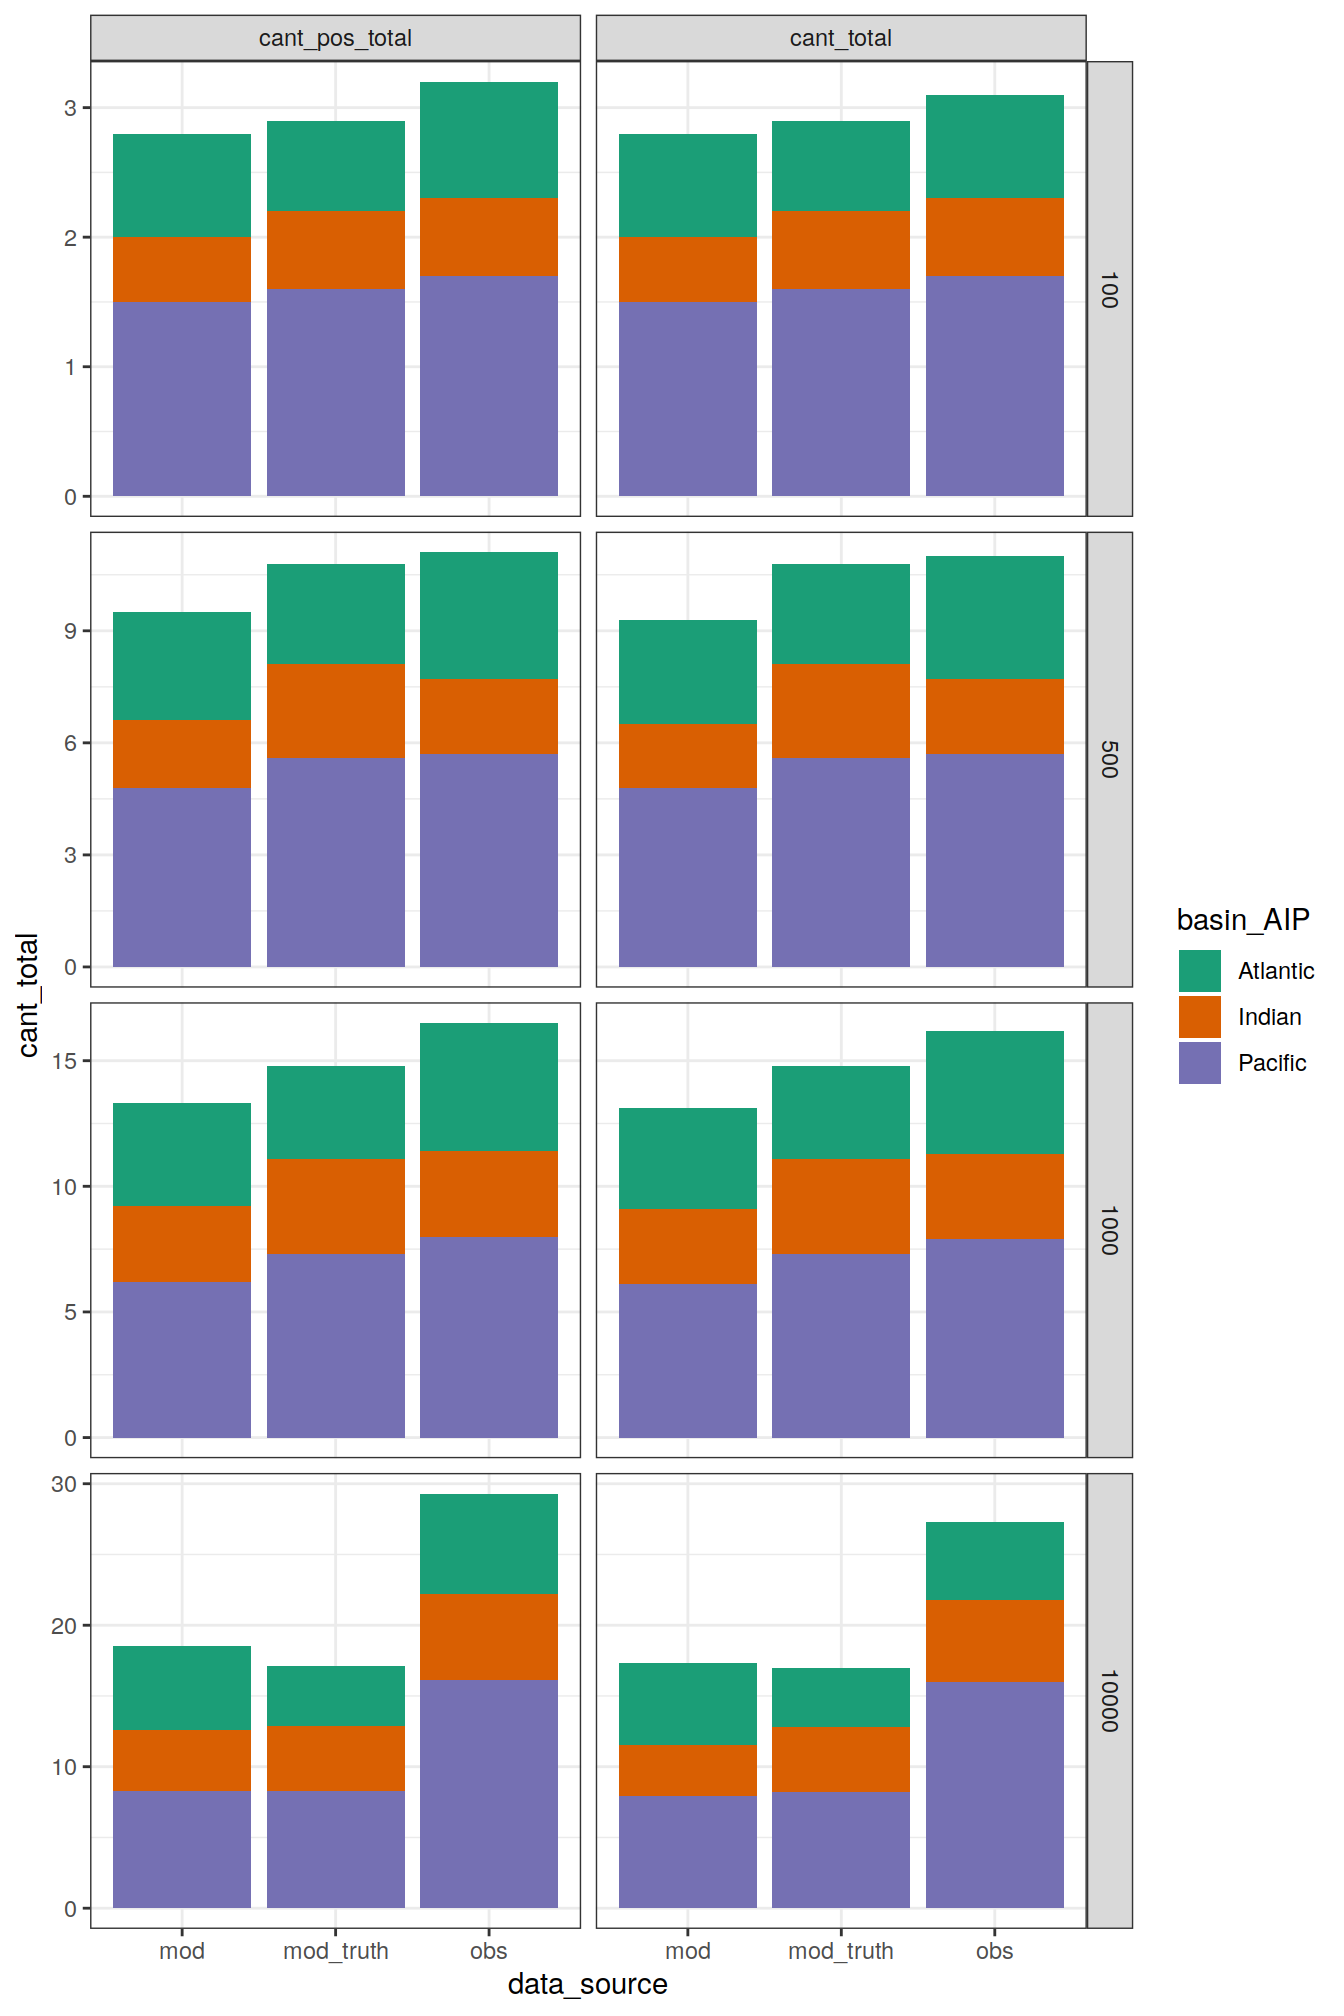 cant_pos_total
cant_total
3
2
1
0
100
9
6
3
0
500
15
10
5
0
1000
30
20
10
0
10000
mod
mod_truth
obs
mod
mod_truth
obs
data_source
cant_total
basin_AIP
Atlantic
Indian
Pacific